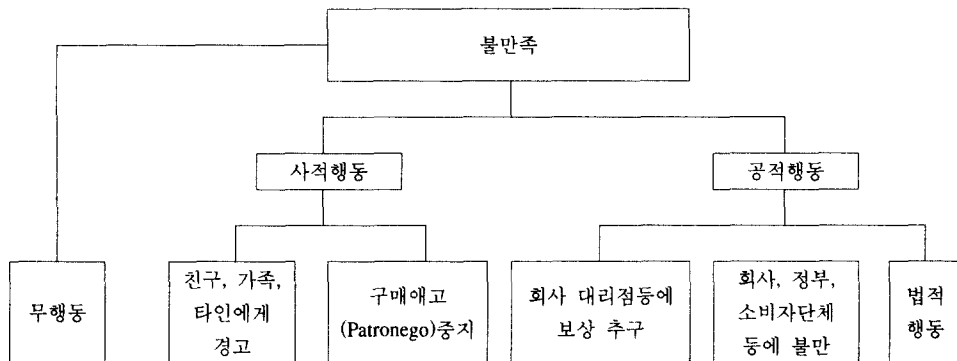 불만족
사적행동
공적행동
무행동
친구, 가족,
타인에게
경고
구매애고
(Patronego)중지
회사 대리점등에
보상 추구
회사, 정부,
소비자단체
등에 불만
법적
행동